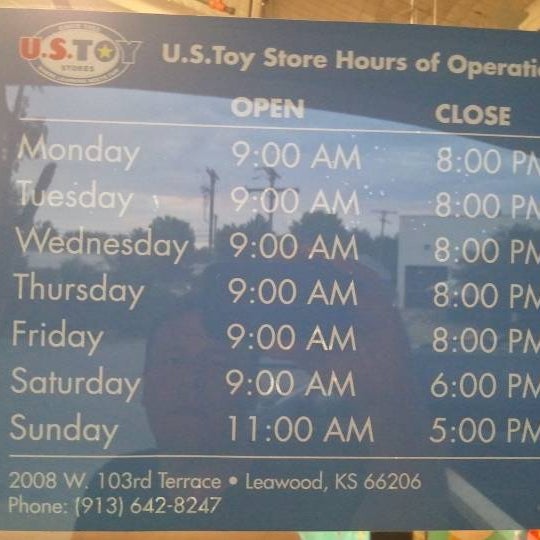 U.S.TOY
STORES
U.S.Toy Store Hours of Operati
OPEN CLOSE
Monday 9:00 AM 8:00 PM
Tuesday 9:00 AM 8:00 PM
Wednesday 9:00 AM 8:00 PM
Thursday 9:00 AM 8:00 PM
Friday 9:00 AM 8:00 PM
Saturday 9:00 AM 6:00 PM
Sunday 11:00 AM 5:00 PM
2008 W. 103rd Terrace • Leawood, KS 66206
Phone: (913) 642-8247